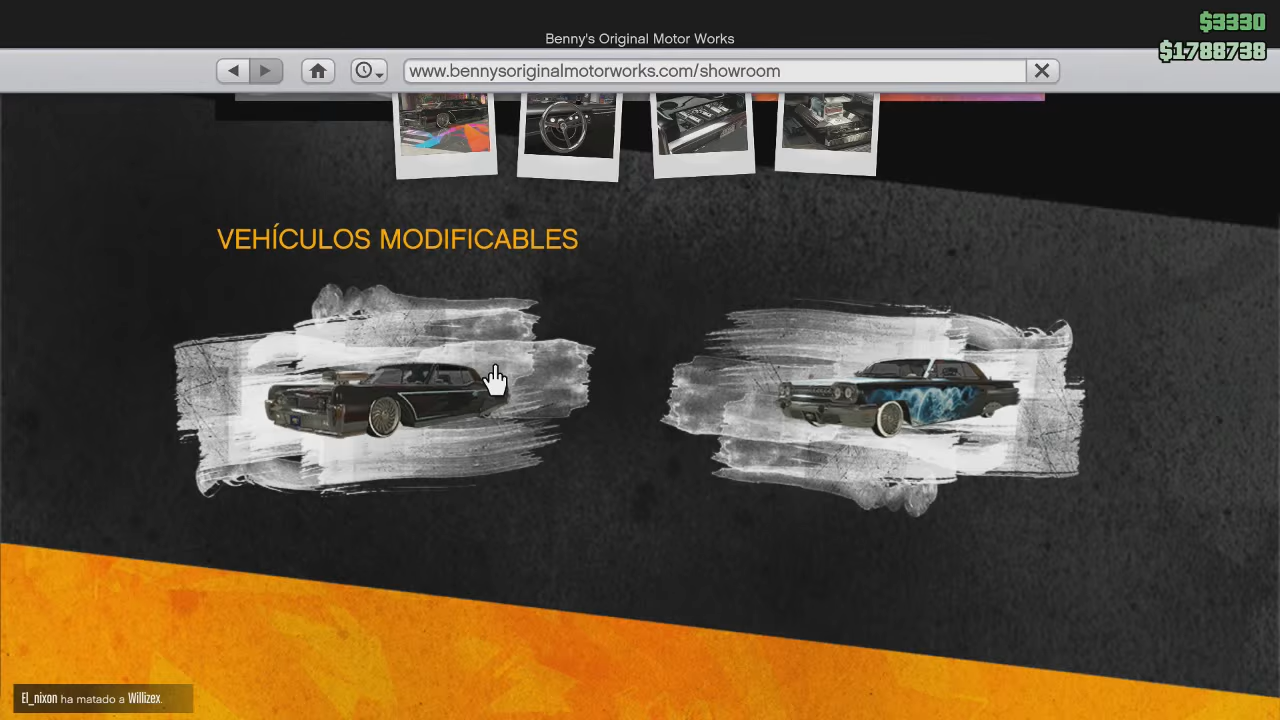 $3330
Benny's Original Motor Works
$1788738
www.bennysoriginalmotorworks.com/showroom
VEHÍCULOS MODIFICABLES
El_nixon ha matado a Willizex.